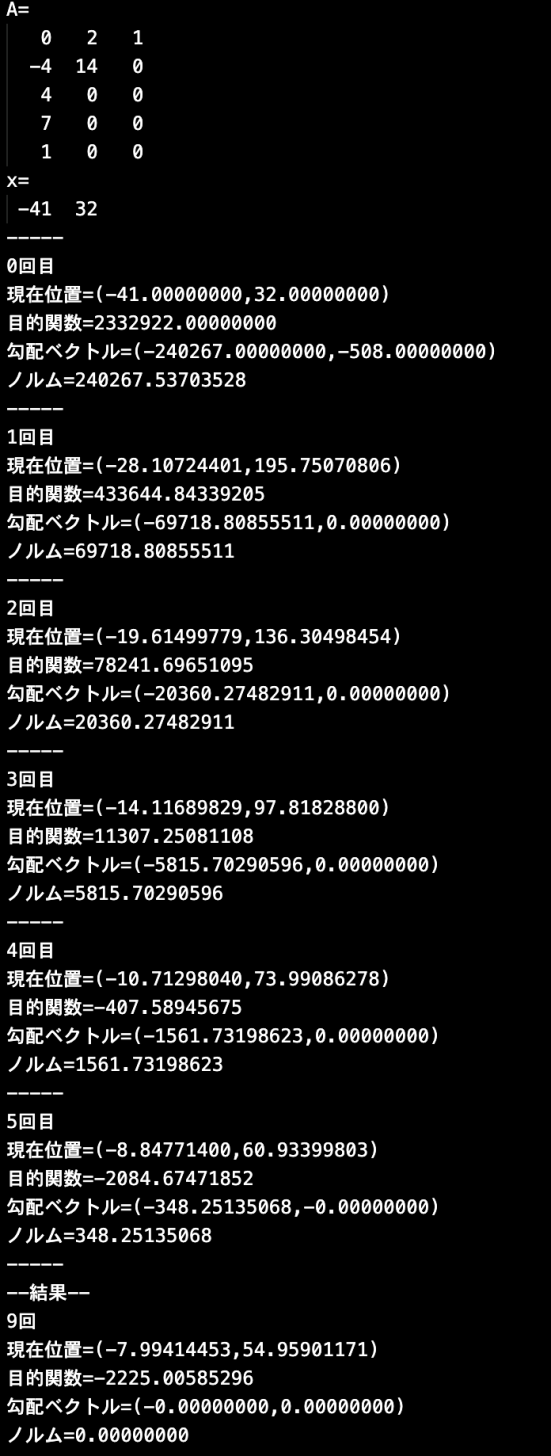 A=
0 2 1
-4 14 0
4 0 0
7 0 0
1 0 0
x=
-41 32
-----
0回目
現在位置=(-41.00000000,32.00000000)
目的関数=2332922.00000000
勾配ベクトル=(-240267.00000000,-508.00000000)
ノルム=240267.53703528
-----
1回目
現在位置=(-28.10724401,195.75070806)
目的関数=433644.84339205
勾配ベクトル=(-69718.80855511,0.00000000)
ノルム=69718.80855511
-----
2回目
現在位置=(-19.61499779,136.30498454)
目的関数=78241.69651095
勾配ベクトル=(-20360.27482911,0.00000000)
ノルム=20360.27482911
-----
3回目
現在位置=(-14.11689829,97.81828800)
目的関数=11307.25081108
勾配ベクトル=(-5815.70290596,0.00000000)
ノルム=5815.70290596
-----
4回目
現在位置=(-10.71298040,73.99086278)
目的関数=-407.58945675
勾配ベクトル=(-1561.73198623,0.00000000)
ノルム=1561.73198623
-----
5回目
現在位置=(-8.84771400,60.93399803)
目的関数=-2084.67471852
勾配ベクトル=(-348.25135068,-0.00000000)
ノルム=348.25135068
-----
--結果--
9回
現在位置=(-7.99414453,54.95901171)
目的関数=-2225.00585296
勾配ベクトル=(-0.00000000,0.00000000)
ノルム=0.00000000